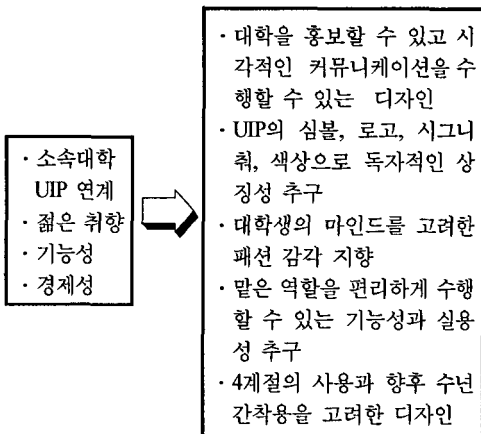 · 소속대학
UIP 연계
· 젊은 취향
· 기능성
· 경제성
· 대학을 홍보할 수 있고 시
각적인 커뮤니케이션을 수
행할 수 있는 디자인
· UIP의 심볼, 로고, 시그니
춰, 색상으로 독자적인 상
징성 추구
· 대학생의 마인드를 고려한
패션 감각 지향
· 맡은 역할을 편리하게 수행
할 수 있는 기능성과 실용
성 추구
· 4계절의 사용과 향후 수년
간착용을 고려한 디자인